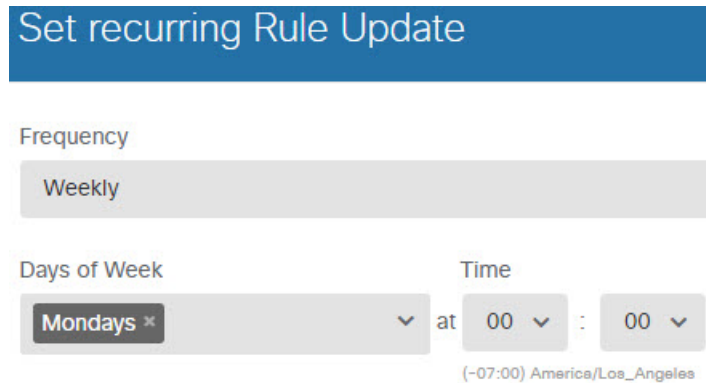 Set recurring Rule Update
Frequency
Weekly
Days of Week
Time
Mondays × at 00 : 00
(-07:00) America/Los_Angeles